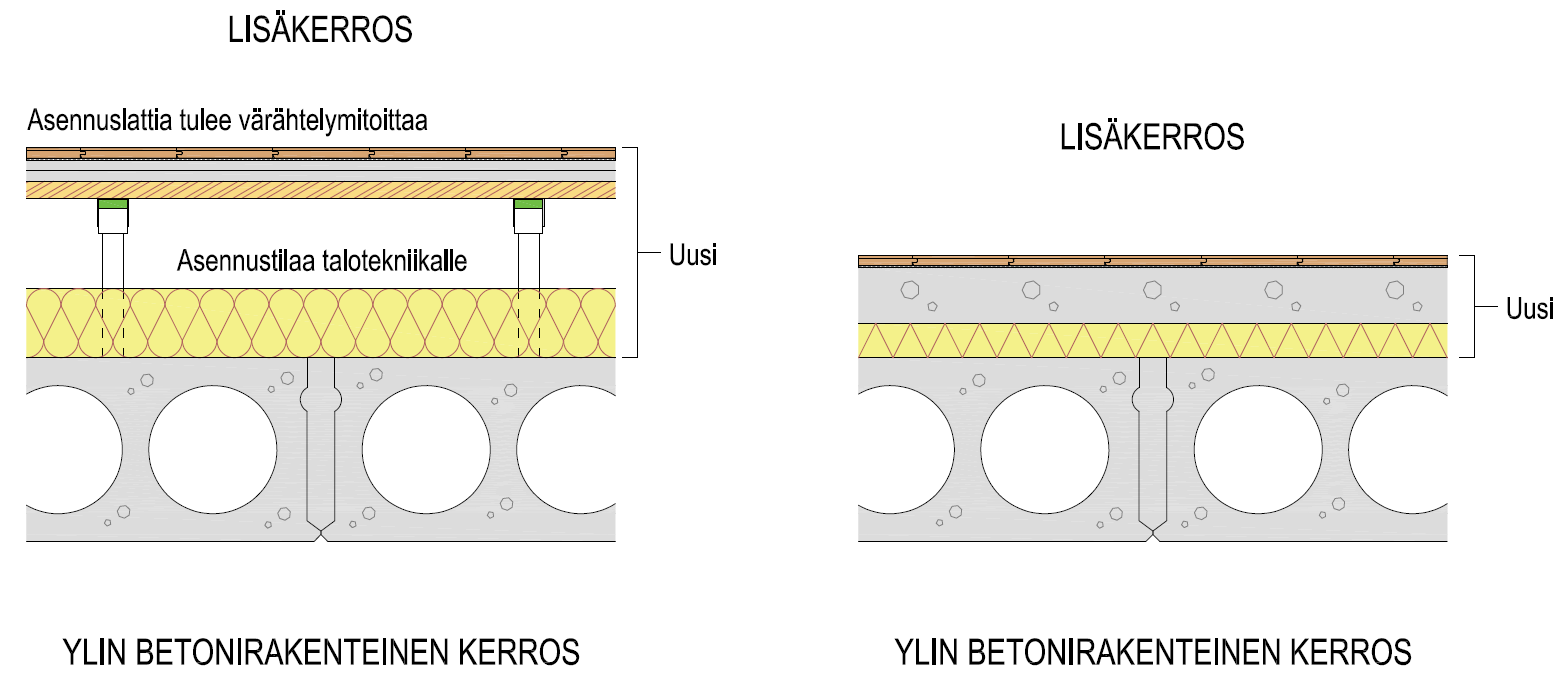 LISÄKERROS
Asennuslattia tulee värähtelymitoittaa
Asennustilaa talotekniikalle
Uusi
YLIN BETONIRAKENTEINEN KERROS
LISÄKERROS
Uusi
YLIN BETONIRAKENTEINEN KERROS